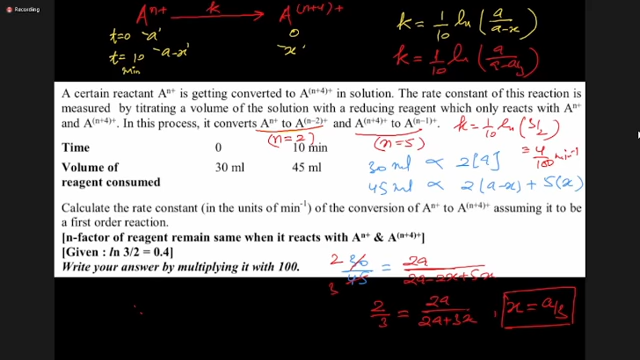 Recording
Aⁿ⁺ —k→ A⁽ⁿ⁺⁴⁾⁺
t=0 'a' 0
t=10 min 'a-x' 'x'
k = 1/10 ln (a/a-x)
k = 1/10 ln (a/a-a/3)
A certain reactant Aⁿ⁺ is getting converted to A⁽ⁿ⁺⁴⁾⁺ in solution. The rate constant of this reaction is
measured by titrating a volume of the solution with a reducing reagent which only reacts with Aⁿ⁺
and A⁽ⁿ⁺⁴⁾⁺. In this process, it converts Aⁿ⁺ to A⁽ⁿ⁻²⁾⁺ and A⁽ⁿ⁺⁴⁾⁺ to A⁽ⁿ⁻¹⁾⁺.
(n=2) (n=5)
k = 1/10 ln (3/2)
= 4/100 min⁻¹
Time 0 10 min
Volume of 30 ml 45 ml
reagent consumed
30 ml ∝ 2[a]
45 ml ∝ 2(a-x) + 5(x)
Calculate the rate constant (in the units of min⁻¹) of the conversion of Aⁿ⁺ to A⁽ⁿ⁺⁴⁾⁺ assuming it to be
a first order reaction.
[n-factor of reagent remain same when it reacts with Aⁿ⁺ & A⁽ⁿ⁺⁴⁾⁺]
[Given : ln 3/2 = 0.4]
Write your answer by multiplying it with 100.
2 30/45 3 = 2a/2a-2x+5x
2/3 = 2a/2a+3x , x = a/3